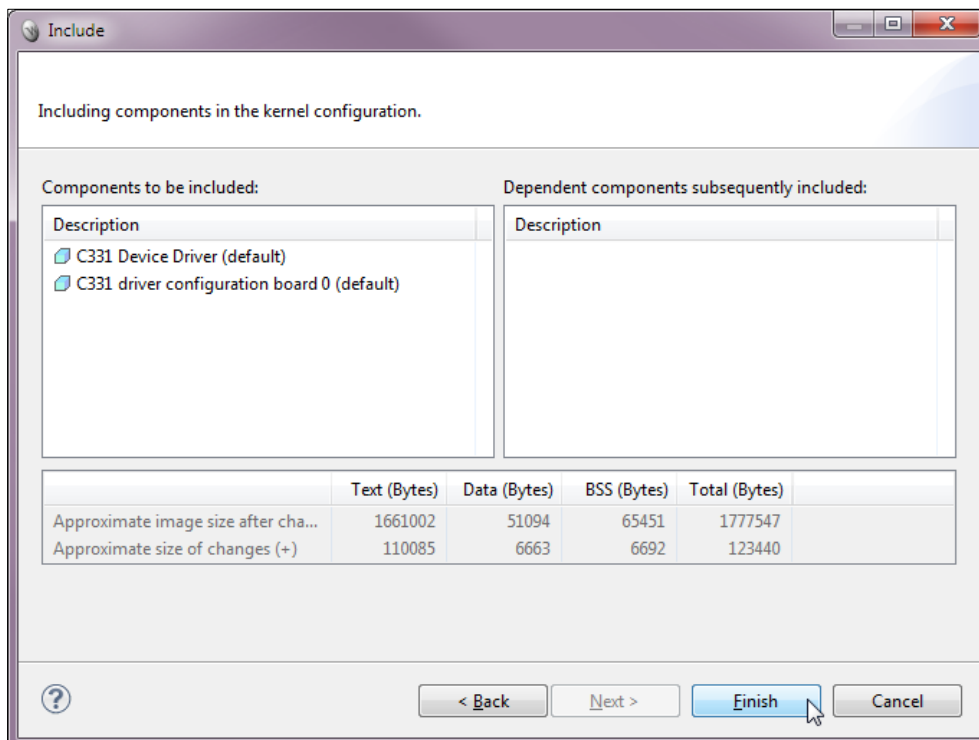 Include
Including components in the kernel configuration.
Components to be included:
Dependent components subsequently included:
Description
Description
C331 Device Driver (default)
C331 driver configuration board 0 (default)
Text (Bytes) Data (Bytes) BSS (Bytes) Total (Bytes)
Approximate image size after cha... 1661002 51094 65451 1777547
Approximate size of changes (+) 110085 6663 6692 123440
? < Back Next > Finish Cancel